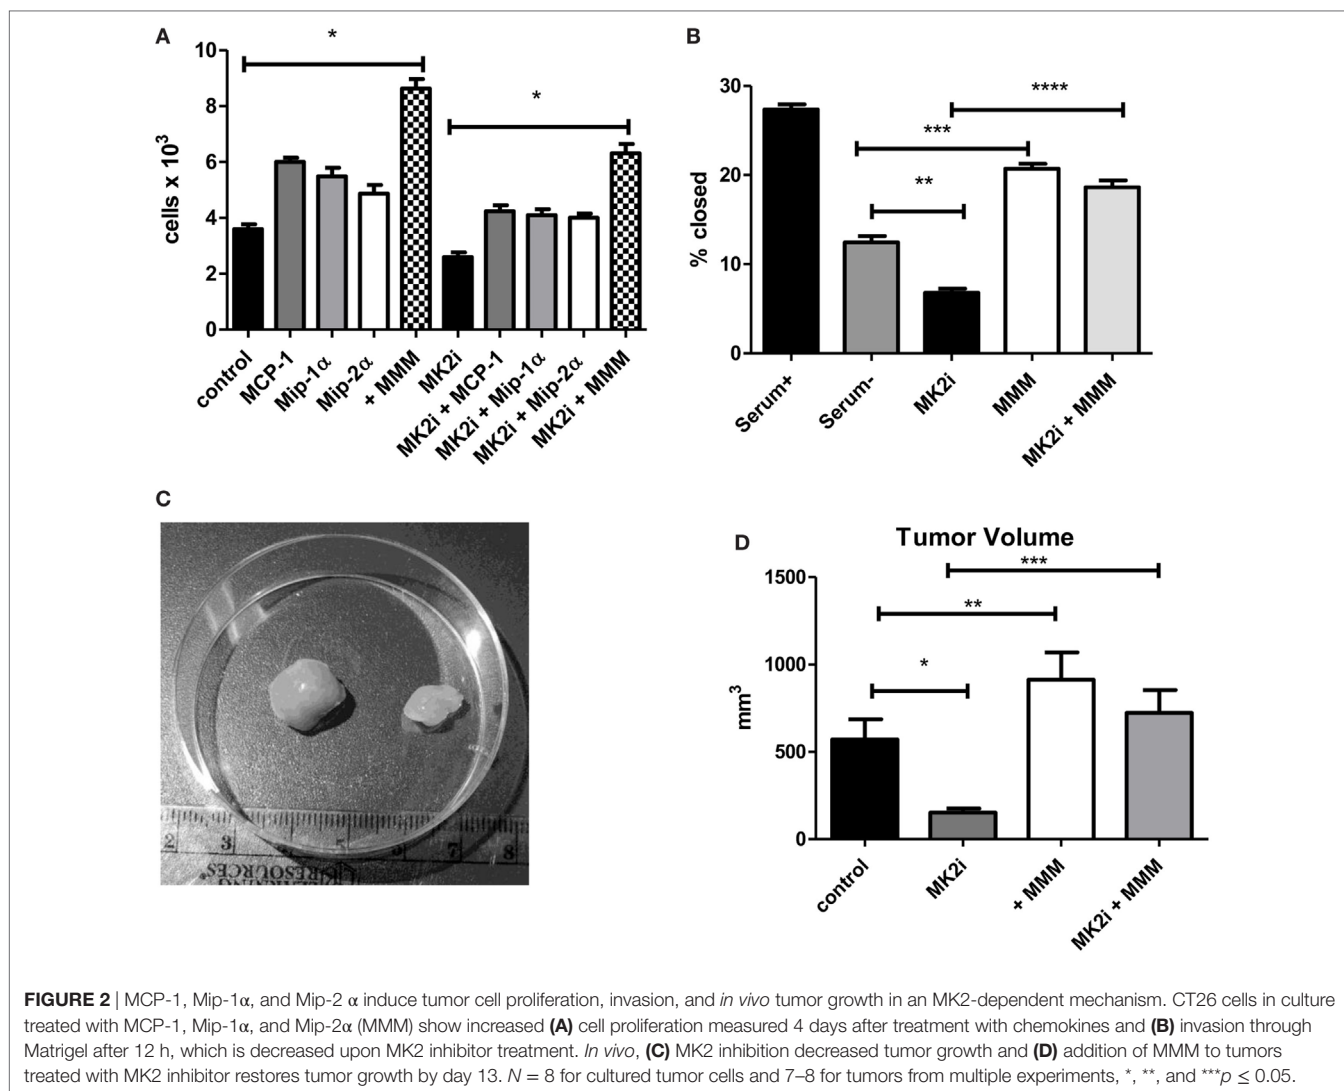 A
*
*
cells x 10³
10
8
6
4
2
0
control
MCP-1
Mip-1α
Mip-2α
+ MMM
MK2i
MK2i + MCP-1
MK2i + Mip-1α
MK2i + Mip-2α
MK2i + MMM
B
****
***
**
% closed
30
20
10
0
Serum+
Serum-
MK2i
MMM
MK2i + MMM
C
2 3 5 7 8
RESOURCES
D
Tumor Volume
***
**
*
mm³
1500
1000
500
0
control
MK2i
+ MMM
MK2i + MMM
FIGURE 2 | MCP-1, Mip-1α, and Mip-2 α induce tumor cell proliferation, invasion, and in vivo tumor growth in an MK2-dependent mechanism. CT26 cells in culture
treated with MCP-1, Mip-1α, and Mip-2α (MMM) show increased (A) cell proliferation measured 4 days after treatment with chemokines and (B) invasion through
Matrigel after 12 h, which is decreased upon MK2 inhibitor treatment. In vivo, (C) MK2 inhibition decreased tumor growth and (D) addition of MMM to tumors
treated with MK2 inhibitor restores tumor growth by day 13. N = 8 for cultured tumor cells and 7–8 for tumors from multiple experiments, *, **, and ***p ≤ 0.05.